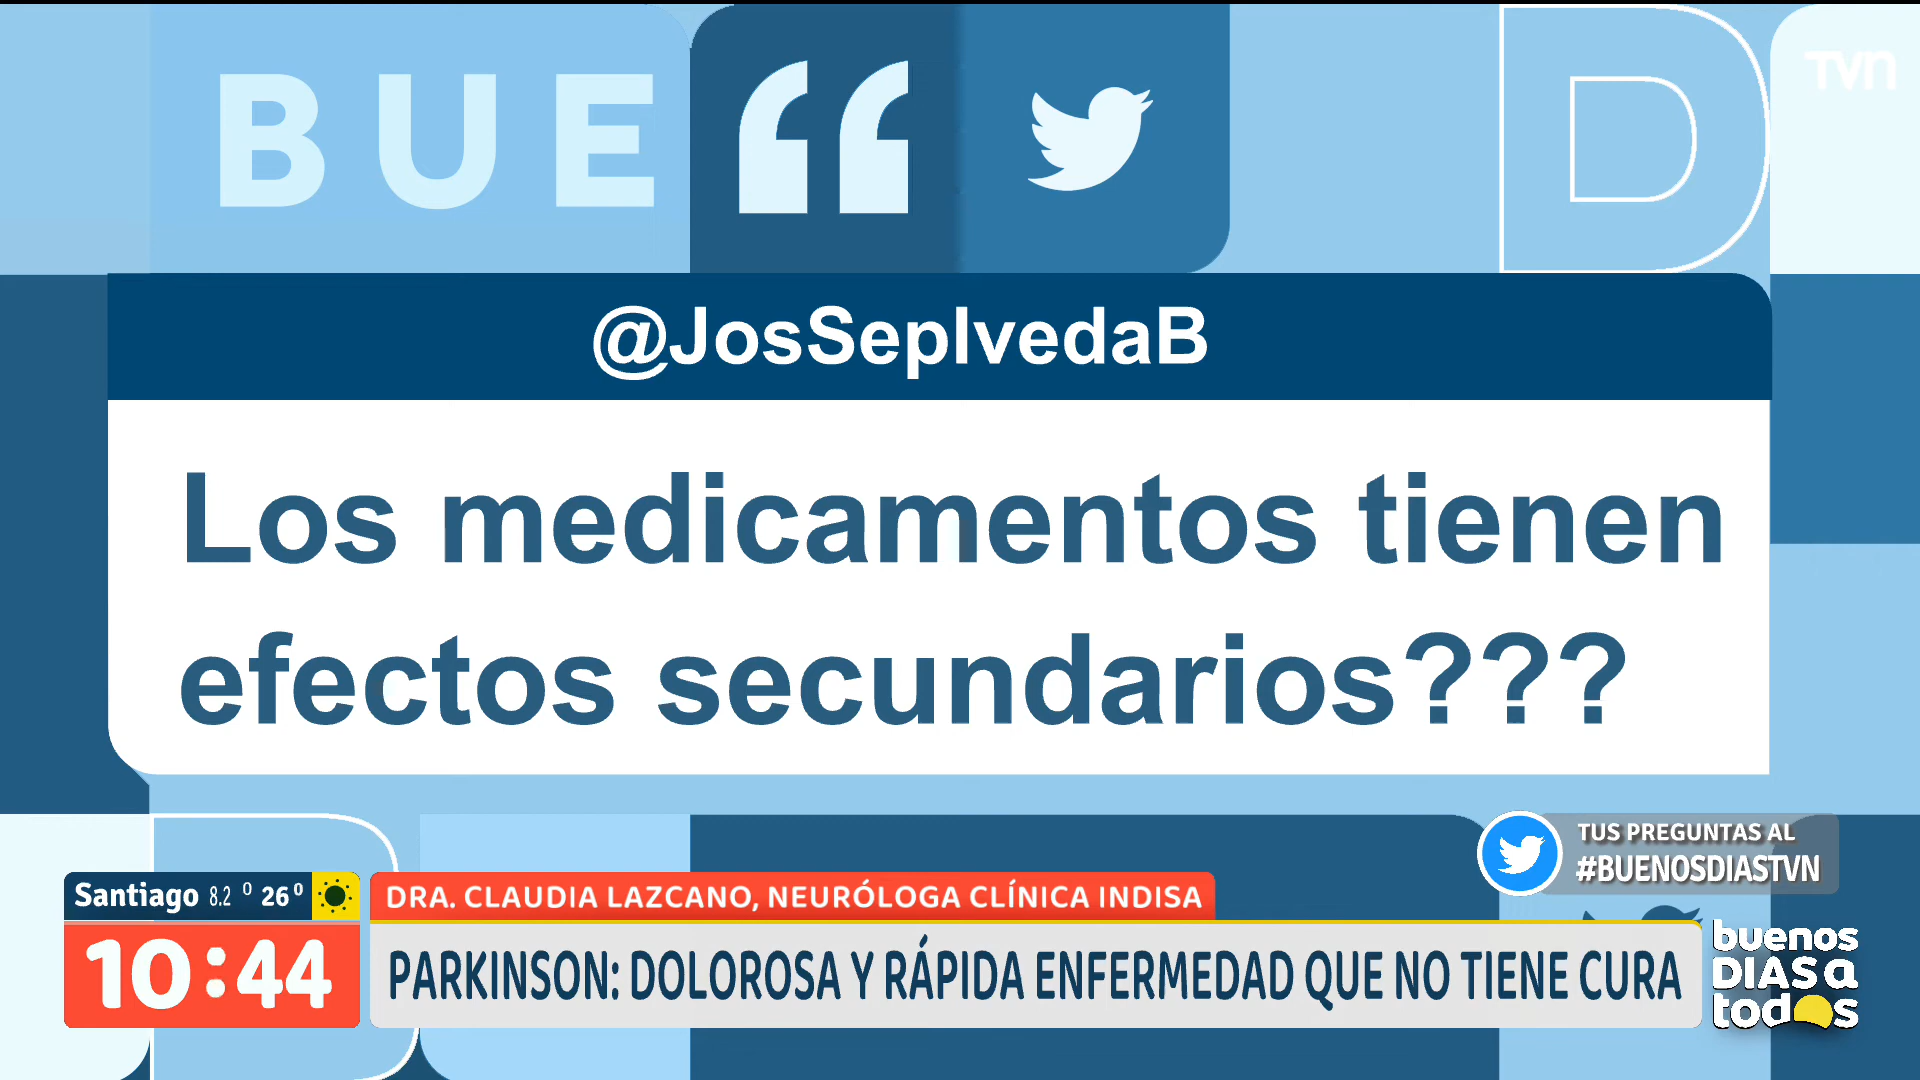 BUE
D
TVN
@JosSeplvedaB
Los medicamentos tienen
efectos secundarios???
TUS PREGUNTAS AL
#BUENOSDIASTVN
Santiago 8.2° 26°
DRA. CLAUDIA LAZCANO, NEURÓLOGA CLÍNICA INDISA
10:44
PARKINSON: DOLOROSA Y RÁPIDA ENFERMEDAD QUE NO TIENE CURA
buenos
DIAS a
todos